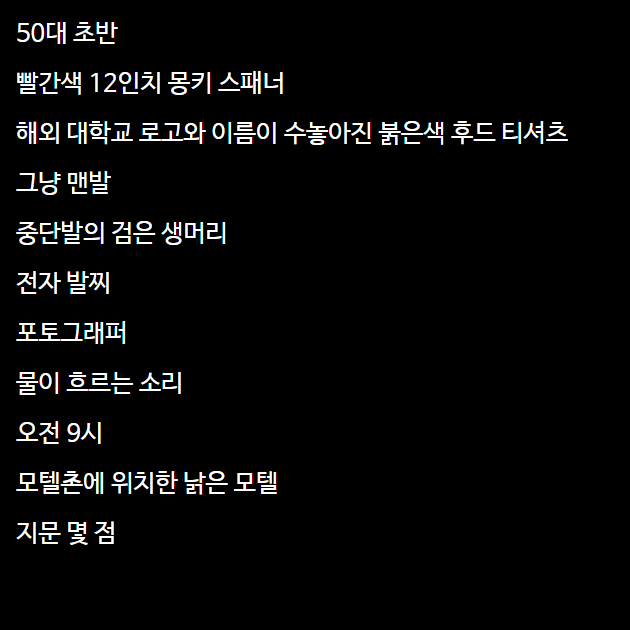 50대 초반
빨간색 12인치 몽키 스패너
해외 대학교 로고와 이름이 수놓아진 붉은색 후드 티셔츠
그냥 맨발
중단발의 검은 생머리
전자 발찌
포토그래퍼
물이 흐르는 소리
오전 9시
모텔촌에 위치한 낡은 모텔
지문 몇 점